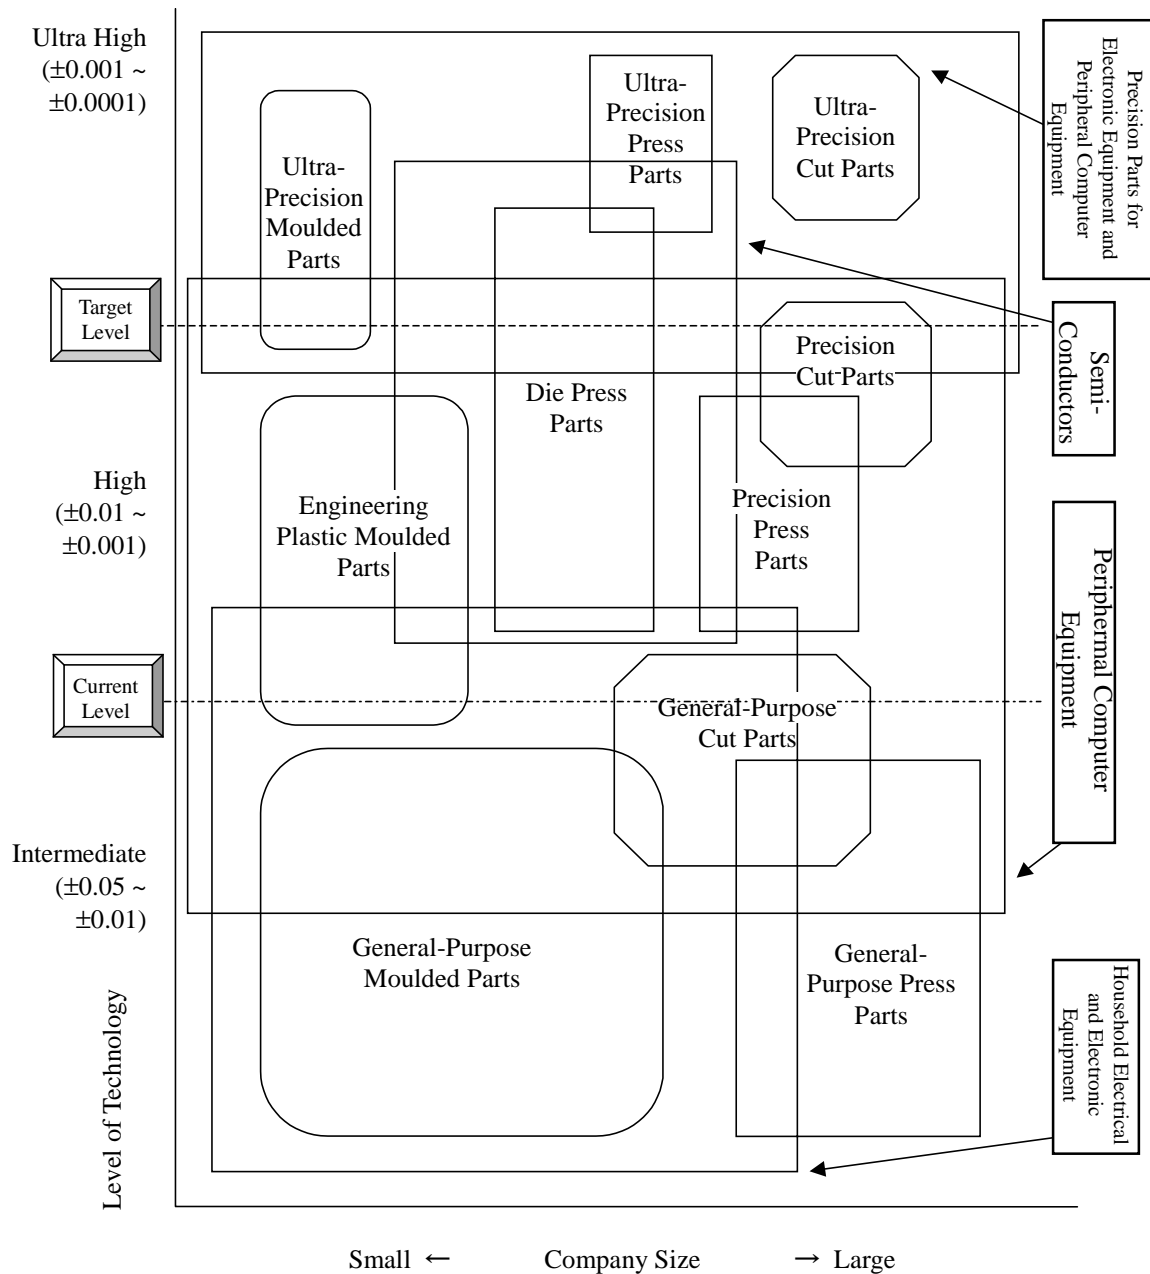 Ultra High
(±0.001 ~
±0.0001)
Ultra-
Precision
Moulded
Parts
Ultra-
Precision
Press
Parts
Ultra-
Precision
Cut Parts
Precision Parts for
Electronic Equipment and
Peripheral Computer
Equipment
Target
Level
Precision
Cut Parts
Semi-
Conductors
Die Press
Parts
High
(±0.01 ~
±0.001)
Engineering
Plastic Moulded
Parts
Precision
Press
Parts
Periphermal Computer
Equipment
Current
Level
General-Purpose
Cut Parts
Intermediate
(±0.05 ~
±0.01)
General-Purpose
Moulded Parts
General-
Purpose Press
Parts
Household Electrical
and Electronic
Equipment
Level of Technology
Small ← Company Size → Large